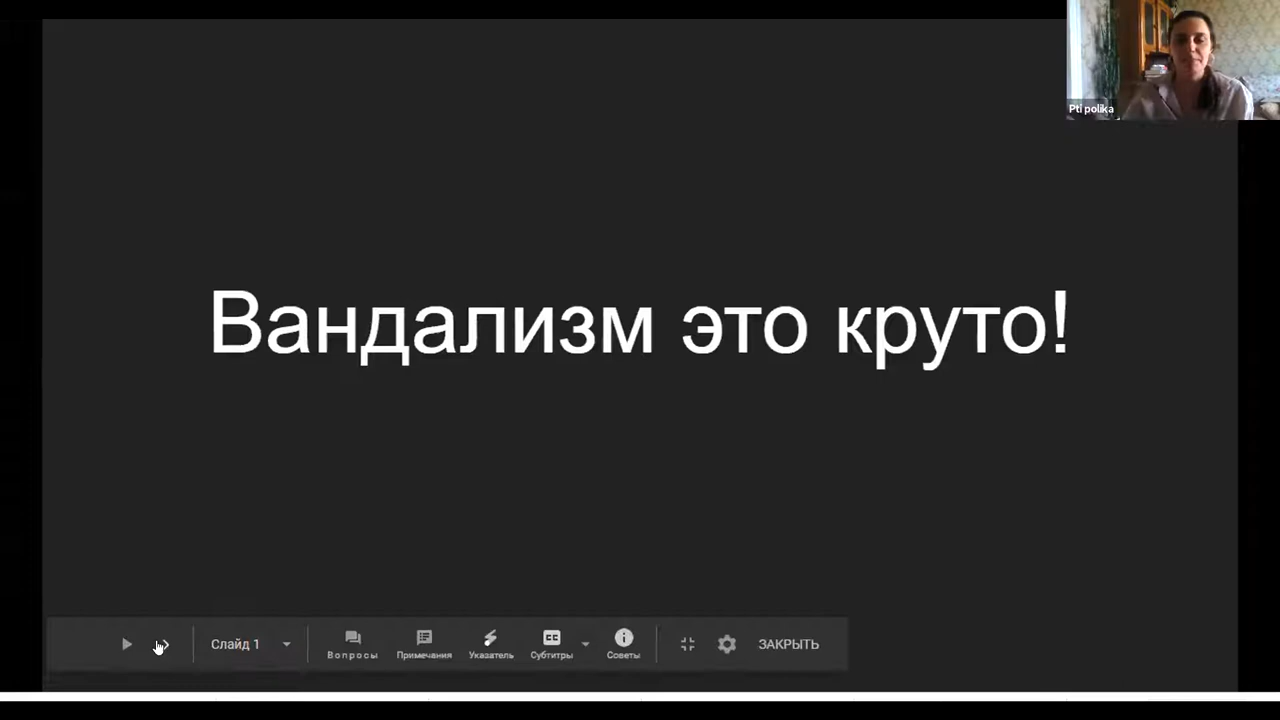 Pti polika
Вандализм это круто!
Слайд 1
Вопросы
Примечания
Указатель
Субтитры
Советы
ЗАКРЫТЬ